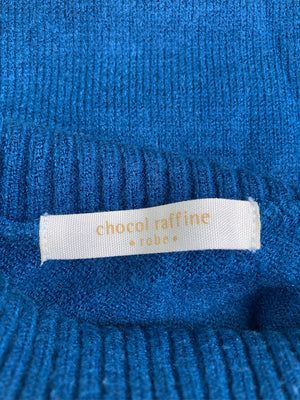 chocol raffine
• robe •